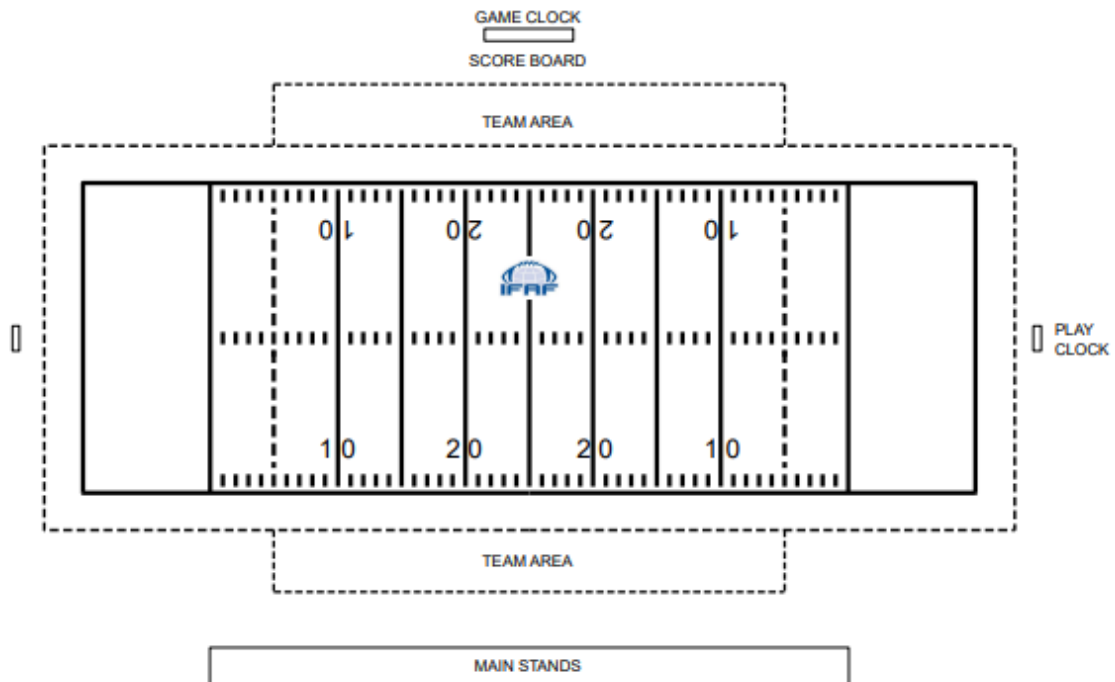 GAME CLOCK
SCORE BOARD
TEAM AREA
10 20 20 10
IFAF
PLAY
CLOCK
10 20 20 10
TEAM AREA
MAIN STANDS